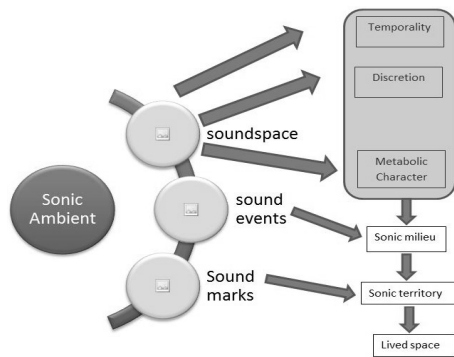 Temporality
Discretion
soundspace
Metabolic
Character
Sonic
Ambient
sound
events
Sonic milieu
Sound
marks
Sonic territory
Lived space